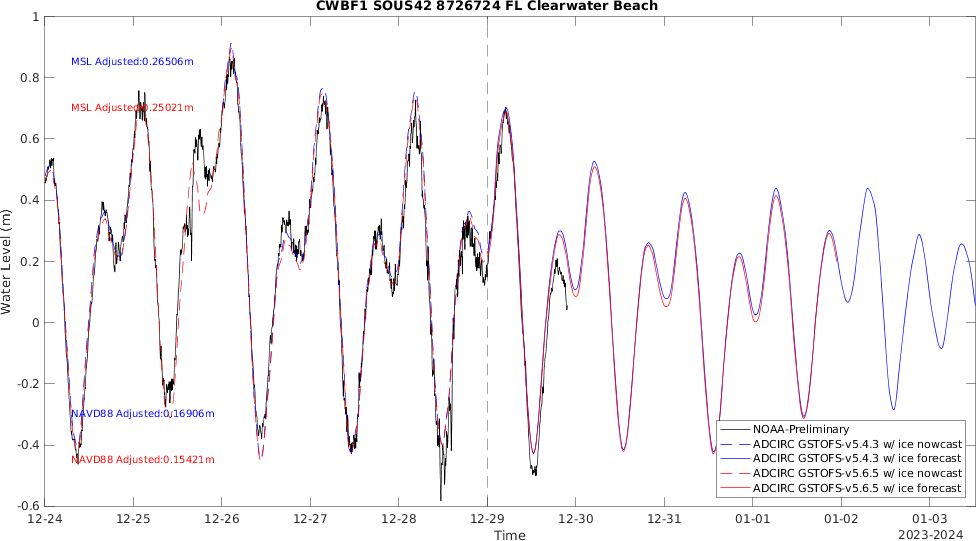 CWBF1 SOUS42 8726724 FL Clearwater Beach
1
0.8
0.6
0.4
0.2
0
-0.2
-0.4
-0.6
Water Level (m)
MSL Adjusted:0.26506m
MSL Adjusted:0.25021m
NAVD88 Adjusted:0.16906m
NAVD88 Adjusted:0.15421m
NOAA-Preliminary
ADCIRC GSTOFS-v5.4.3 w/ ice nowcast
ADCIRC GSTOFS-v5.4.3 w/ ice forecast
ADCIRC GSTOFS-v5.6.5 w/ ice nowcast
ADCIRC GSTOFS-v5.6.5 w/ ice forecast
12-24 12-25 12-26 12-27 12-28 12-29 12-30 12-31 01-01 01-02 01-03
Time
2023-2024